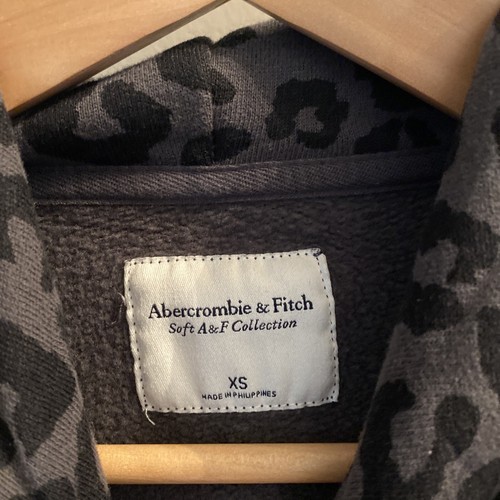 Abercrombie & Fitch
Soft A&F Collection
XS
MADE IN PHILIPPINES